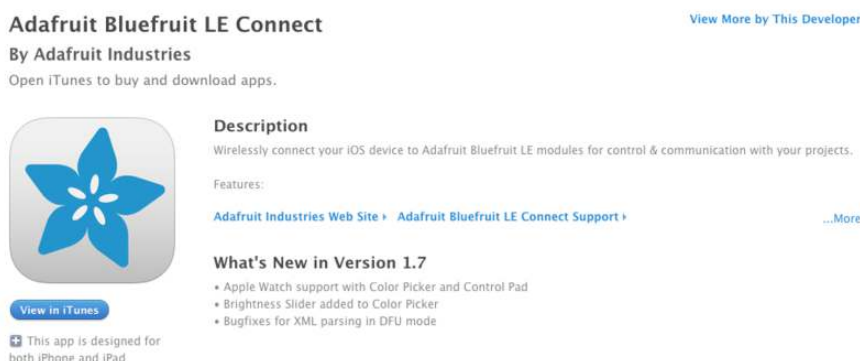 Adafruit Bluefruit LE Connect
View More by This Developer
By Adafruit Industries
Open iTunes to buy and download apps.
Description
Wirelessly connect your iOS device to Adafruit Bluefruit LE modules for control & communication with your projects.
Features:
Adafruit Industries Web Site Adafruit Bluefruit LE Connect Support ...More
What's New in Version 1.7
• Apple Watch support with Color Picker and Control Pad
• Brightness Slider added to Color Picker
• Bugfixes for XML parsing in DFU mode
View in iTunes
This app is designed for
both iPhone and iPad